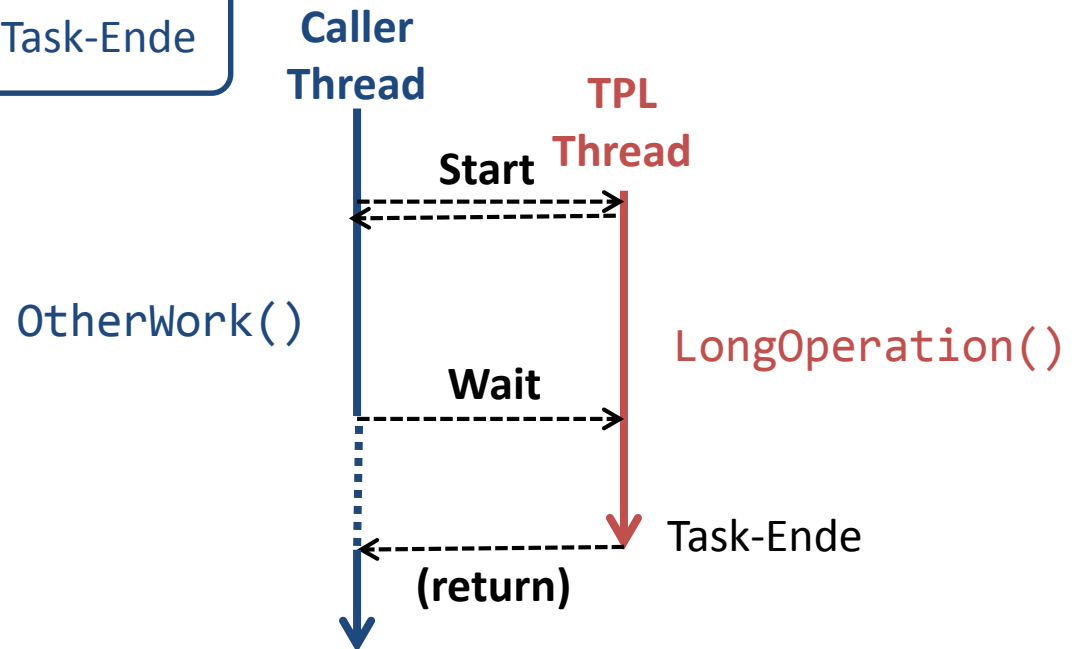 Task-Ende
Caller
Thread
TPL
Thread
Start
OtherWork()
LongOperation()
Wait
Task-Ende
(return)